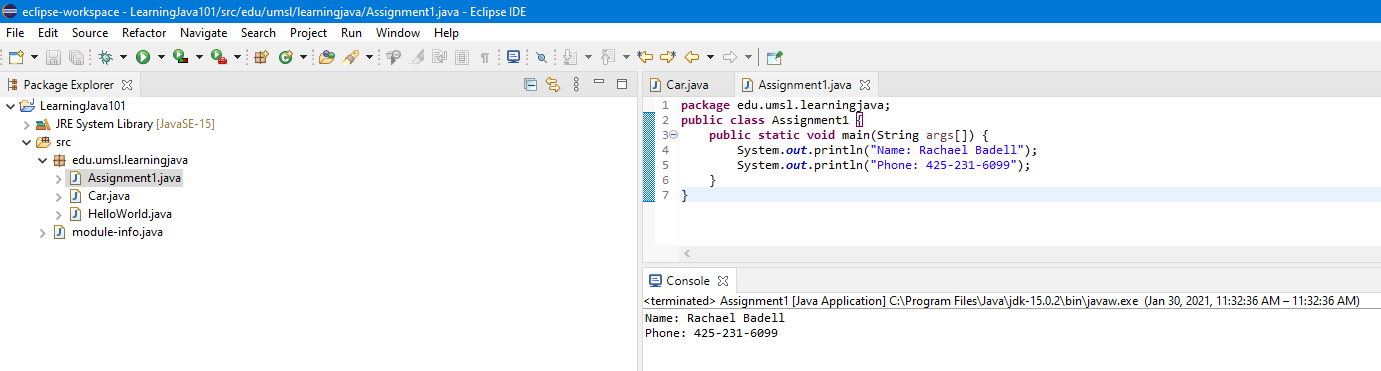 eclipse-workspace - LearningJava101/src/edu/umsl/learningjava/Assignment1.java - Eclipse IDE
File Edit Source Refactor Navigate Search Project Run Window Help
Package Explorer
LearningJava101
JRE System Library [JavaSE-15]
src
edu.umsl.learningjava
Assignment1.java
Car.java
HelloWorld.java
module-info.java
Car.java Assignment1.java
1 package edu.umsl.learningjava;
2 public class Assignment1 {
3 public static void main(String args[]) {
4 System.out.println("Name: Rachael Badell");
5 System.out.println("Phone: 425-231-6099");
6 }
7 }
Console
<terminated> Assignment1 [Java Application] C:\Program Files\Java\jdk-15.0.2\bin\javaw.exe (Jan 30, 2021, 11:32:36 AM – 11:32:36 AM)
Name: Rachael Badell
Phone: 425-231-6099